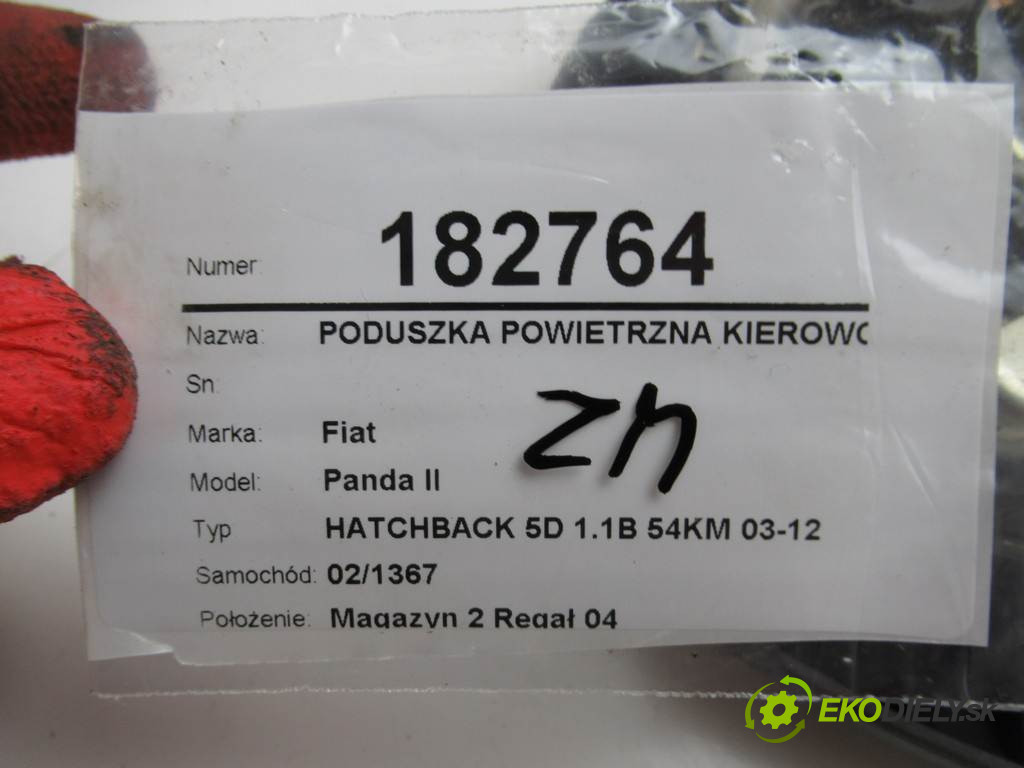 Numer: 182764
Nazwa: PODUSZKA POWIETRZNA KIEROWC
Sn:
Marka: Fiat
Model: Panda II
Typ HATCHBACK 5D 1.1B 54KM 03-12
Samochód: 02/1367
Położenie: Magazyn 2 Regał 04
EKODIELY.SK